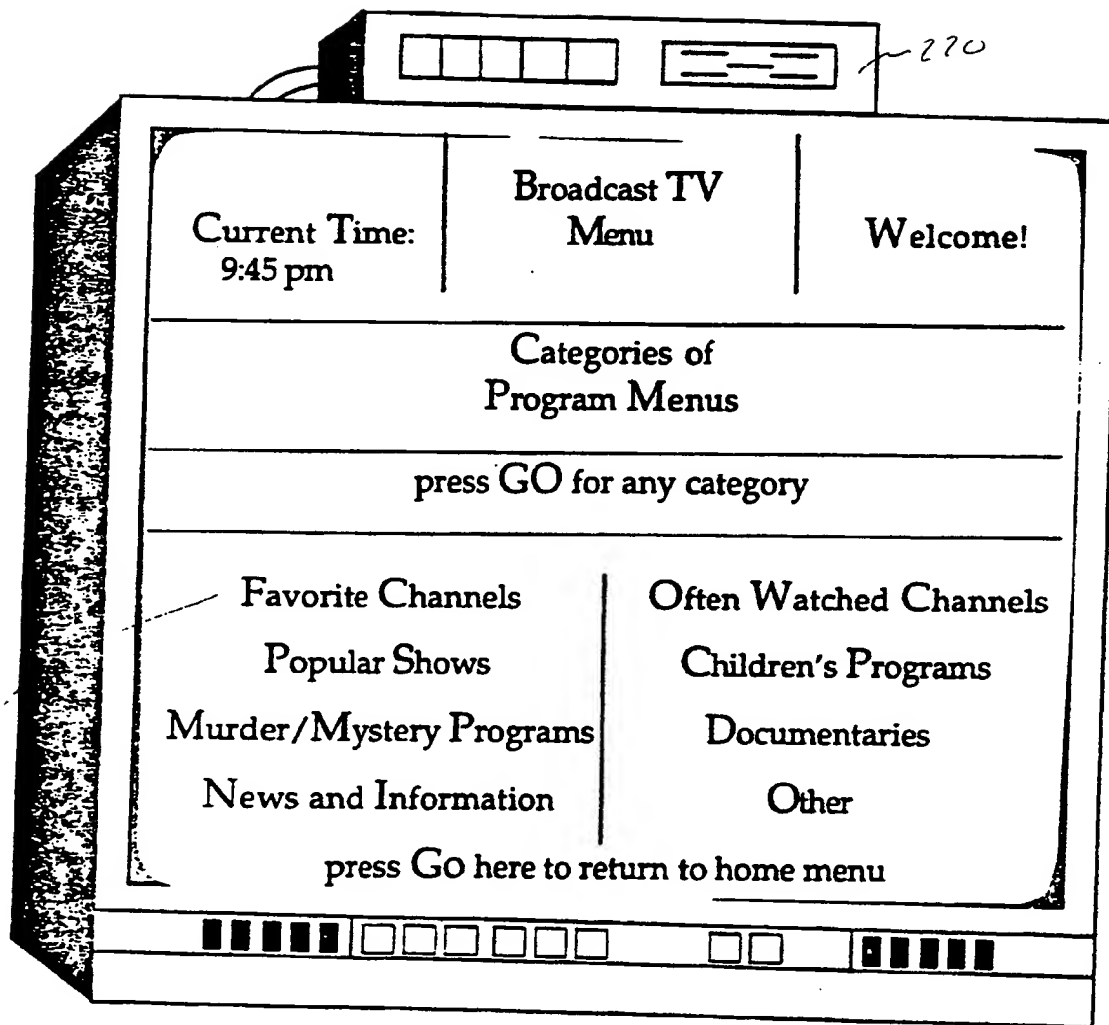 220
Current Time:
9:45 pm
Broadcast TV
Menu
Welcome!
Categories of
Program Menus
press GO for any category
Favorite Channels
Often Watched Channels
Popular Shows
Children's Programs
Murder/Mystery Programs
Documentaries
News and Information
Other
press Go here to return to home menu